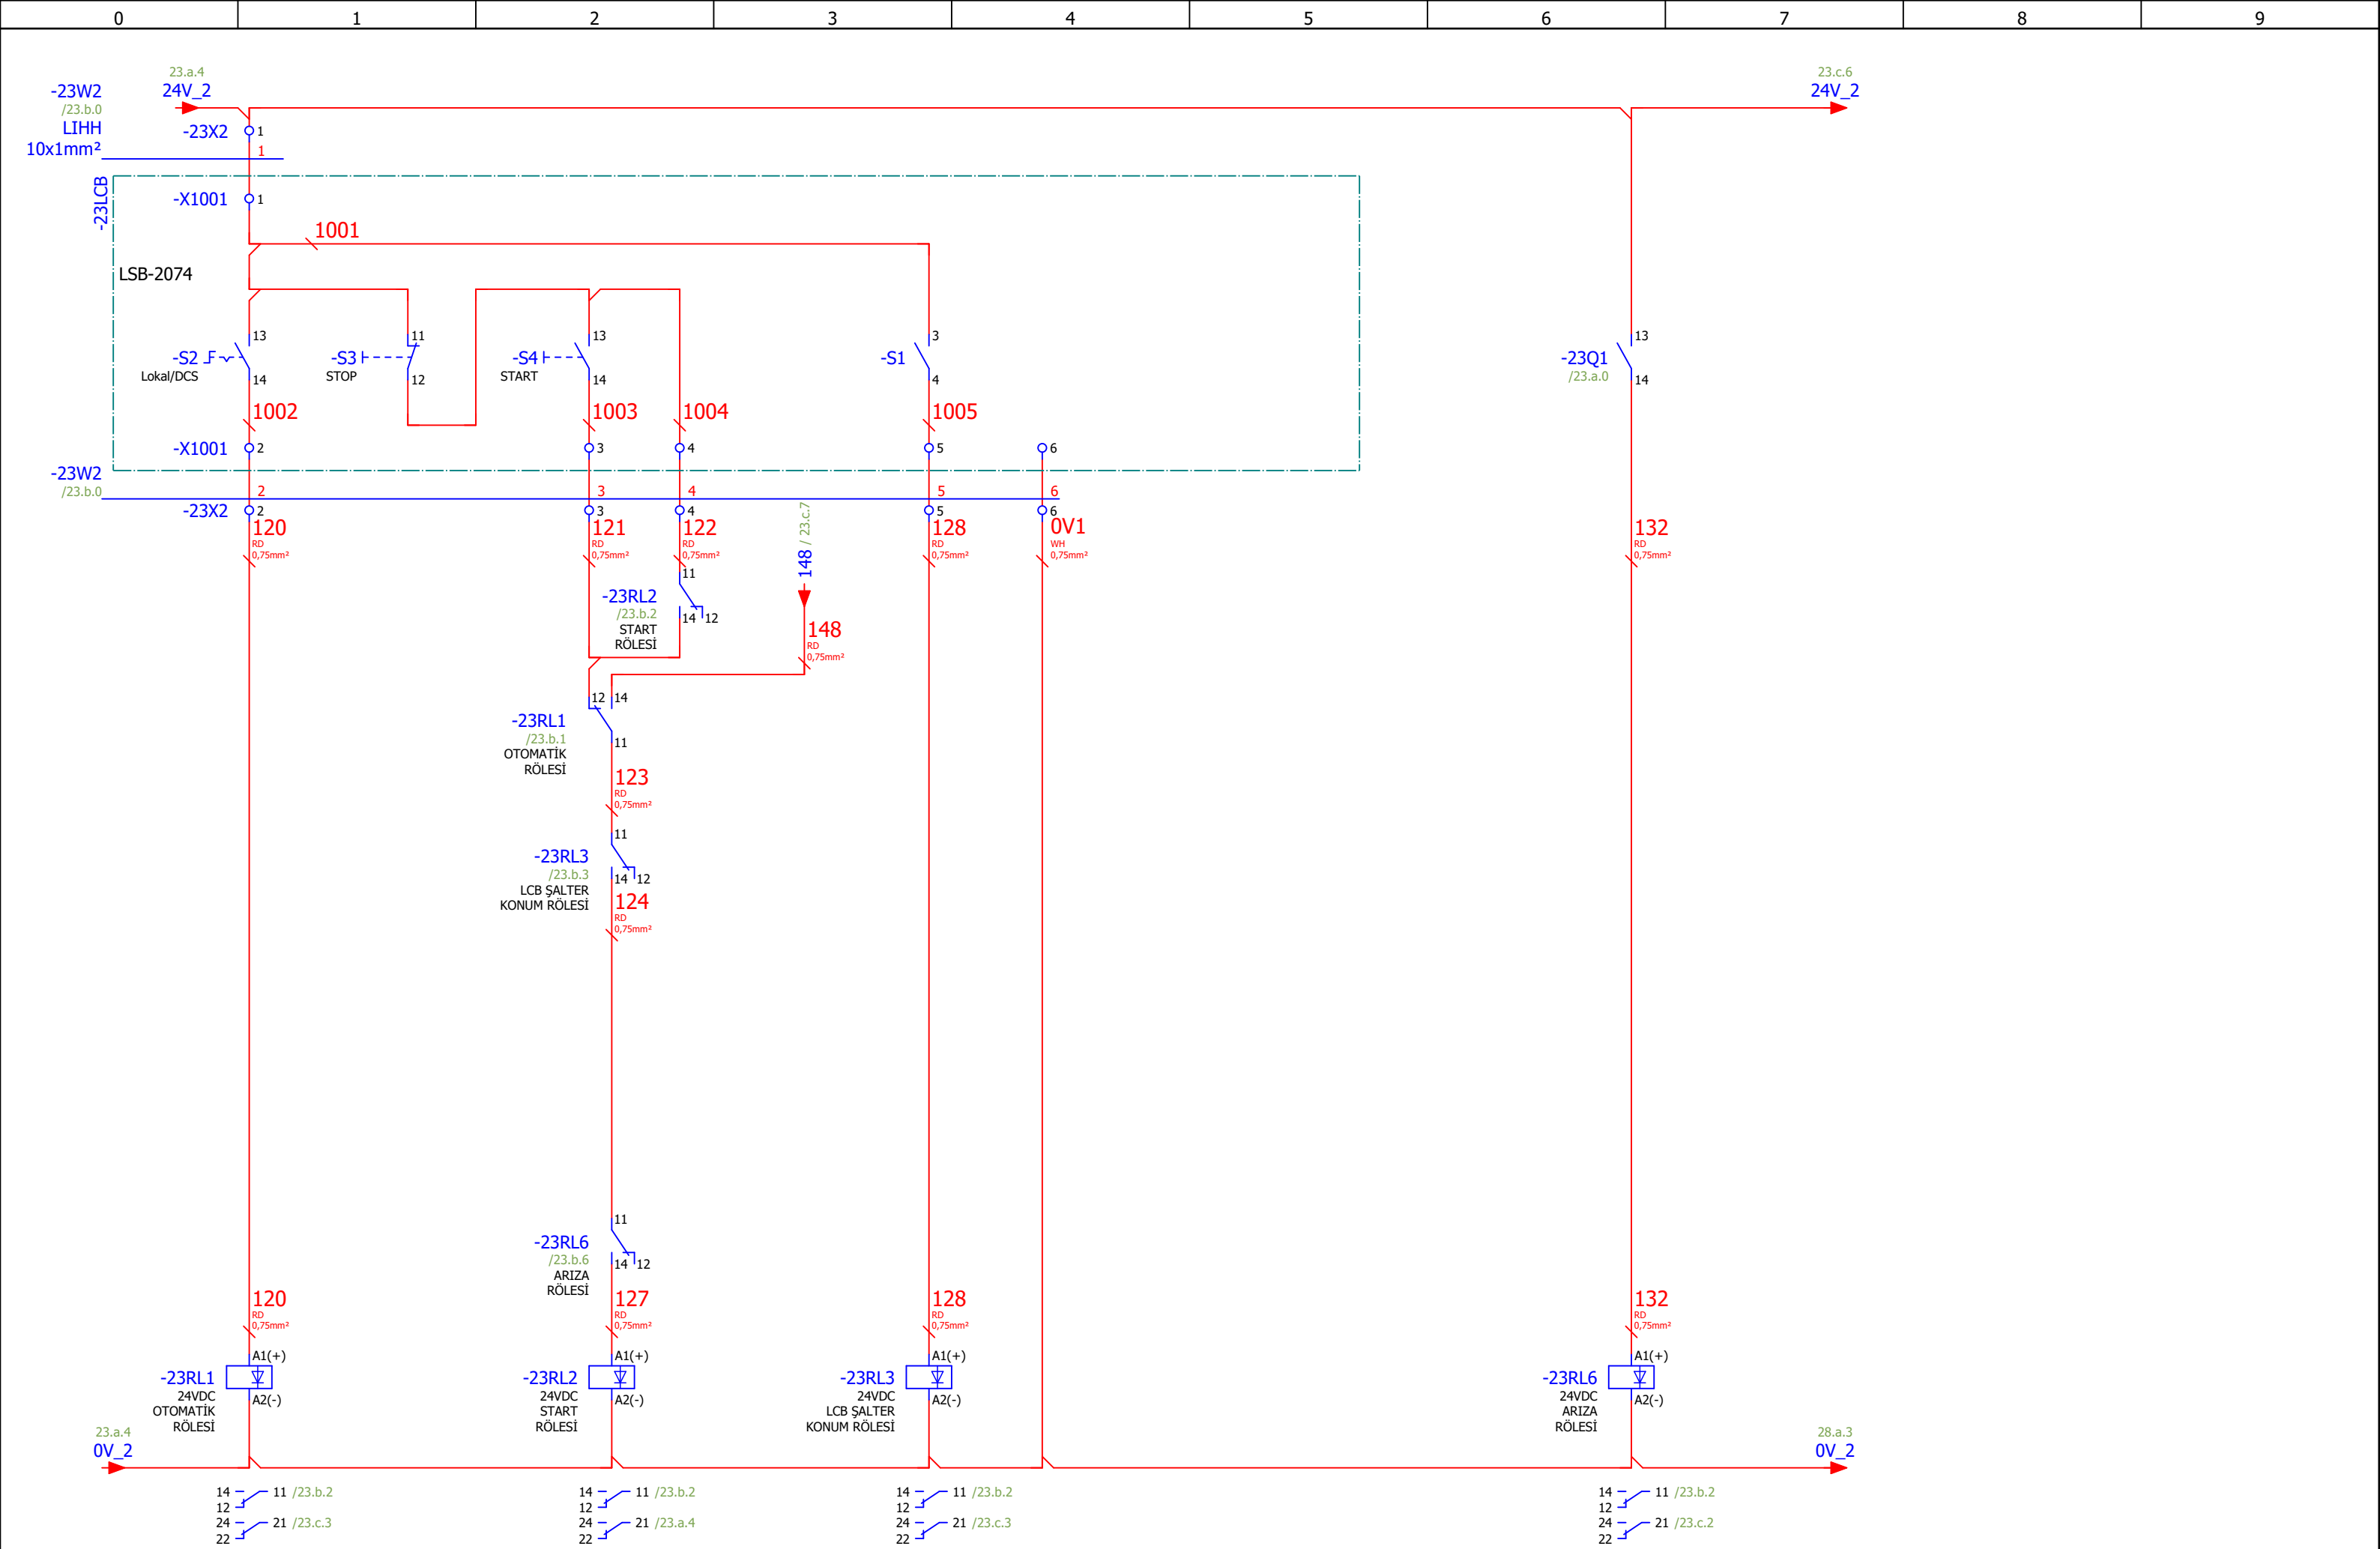 0 1 2 3 4 5 6 7 8 9
23.a.4
24V_2
23.c.6
24V_2
-23W2
/23.b.0
LIHH
10x1mm²
-23X2 1
1
-23LCB
-X1001 1
1001
LSB-2074
-S2
Lokal/DCS
13
14
-S3
STOP
11
12
-S4
START
13
14
-S1
3
4
-23Q1
/23.a.0
13
14
1002
1003
1004
1005
-X1001 2 3 4 5 6
-23W2
/23.b.0
2 3 4 5 6
-23X2 2 3 4 5 6
120
RD
0,75mm²
121
RD
0,75mm²
122
RD
0,75mm²
148 / 23.c.7
128
RD
0,75mm²
0V1
WH
0,75mm²
132
RD
0,75mm²
-23RL2
/23.b.2
START
RÖLESİ
11
14 12
148
RD
0,75mm²
-23RL1
/23.b.1
OTOMATİK
RÖLESİ
12 14
11
123
RD
0,75mm²
-23RL3
/23.b.3
LCB ŞALTER
KONUM RÖLESİ
11
14 12
124
RD
0,75mm²
-23RL6
/23.b.6
ARIZA
RÖLESİ
11
14 12
120
RD
0,75mm²
127
RD
0,75mm²
128
RD
0,75mm²
132
RD
0,75mm²
-23RL1
24VDC
OTOMATİK
RÖLESİ
A1(+)
A2(-)
-23RL2
24VDC
START
RÖLESİ
A1(+)
A2(-)
-23RL3
24VDC
LCB ŞALTER
KONUM RÖLESİ
A1(+)
A2(-)
-23RL6
24VDC
ARIZA
RÖLESİ
A1(+)
A2(-)
23.a.4
0V_2
28.a.3
0V_2
14 11 /23.b.2
12
24 21 /23.c.3
22
14 11 /23.b.2
12
24 21 /23.a.4
22
14 11 /23.b.2
12
24 21 /23.c.3
22
14 11 /23.b.2
12
24 21 /23.c.2
22